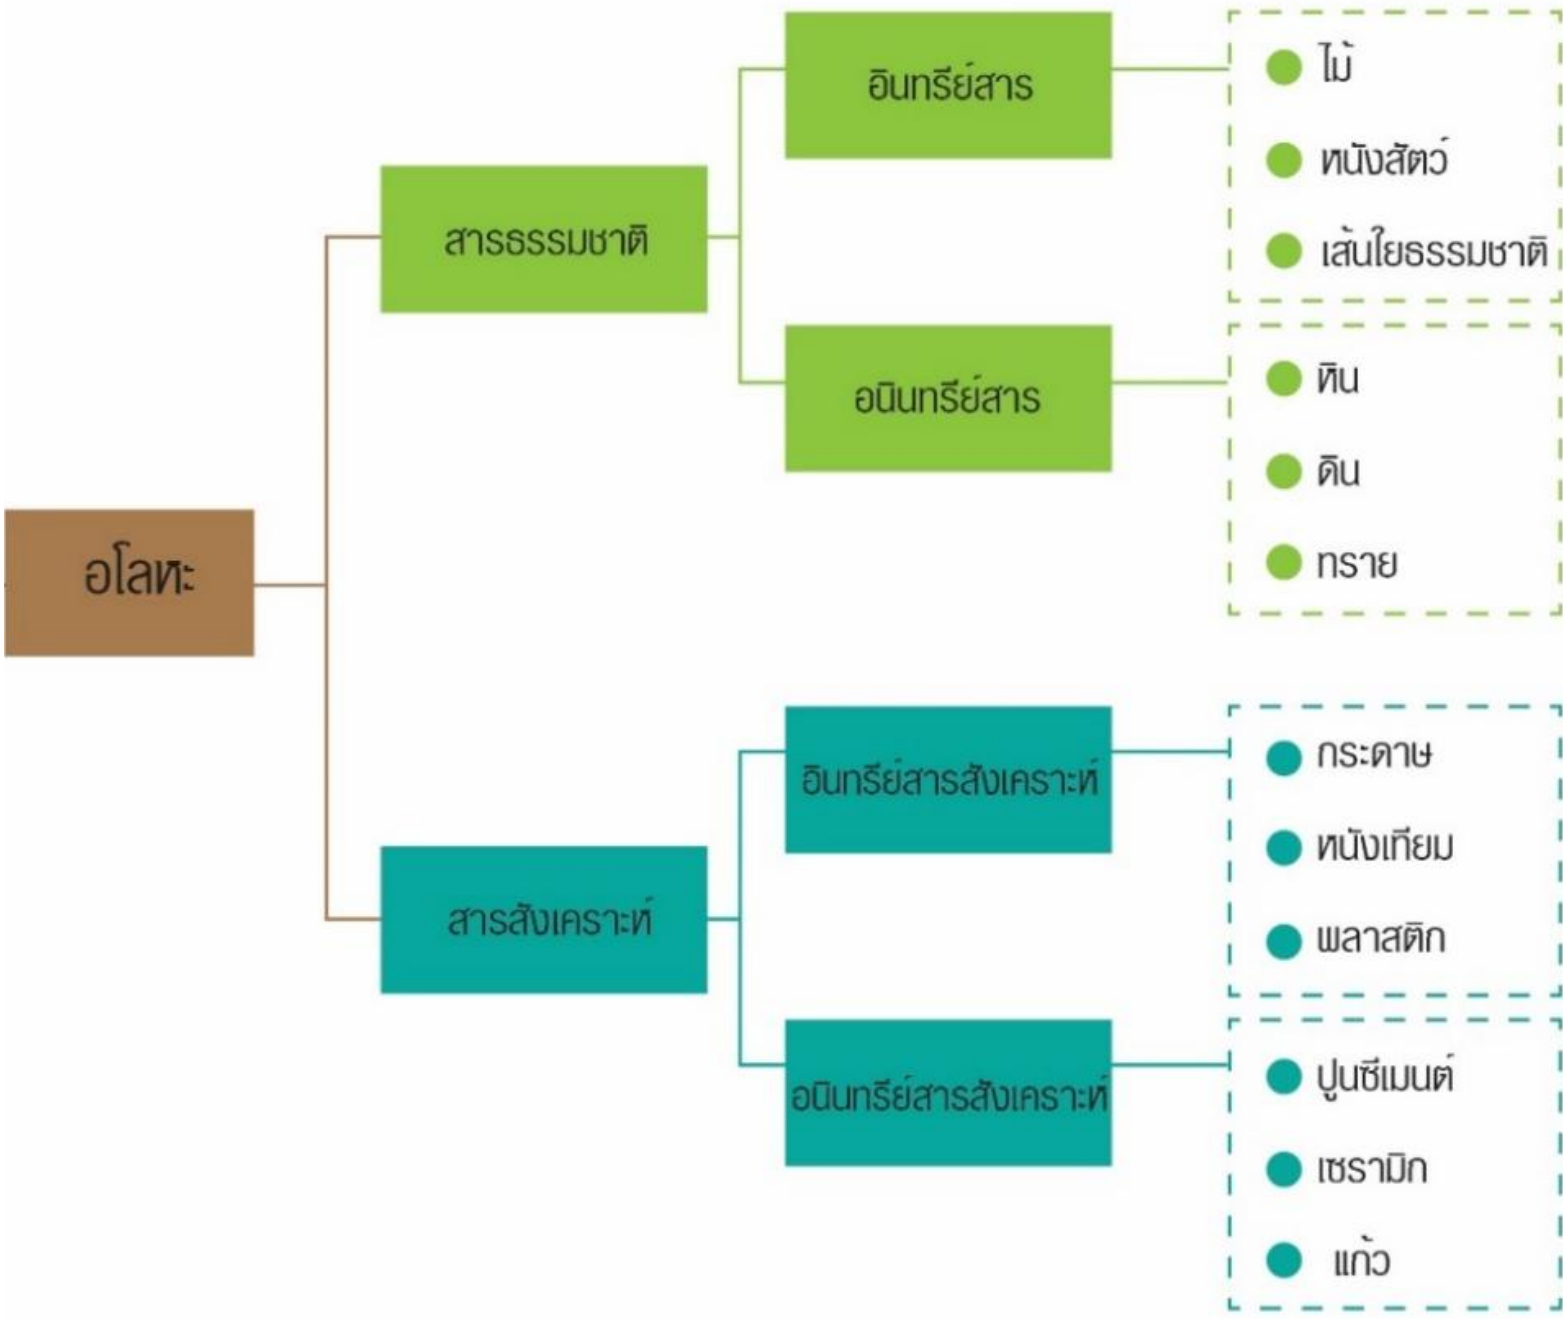 อโลหะ
สารธรรมชาติ
อินทรีย์สาร
ไม้
หนังสัตว์
เส้นใยธรรมชาติ
อนินทรีย์สาร
หิน
ดิน
ทราย
สารสังเคราะห์
อินทรีย์สารสังเคราะห์
กระดาษ
หนังเทียม
พลาสติก
อนินทรีย์สารสังเคราะห์
ปูนซีเมนต์
เซรามิก
แก้ว